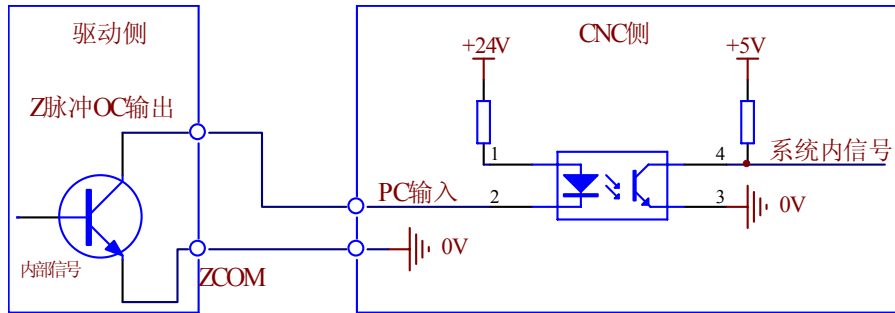 驱动侧
CNC侧
+24V
+5V
Z脉冲OC输出
1
4
系统内信号
PC输入
2
3
0V
内部信号
ZCOM
0V